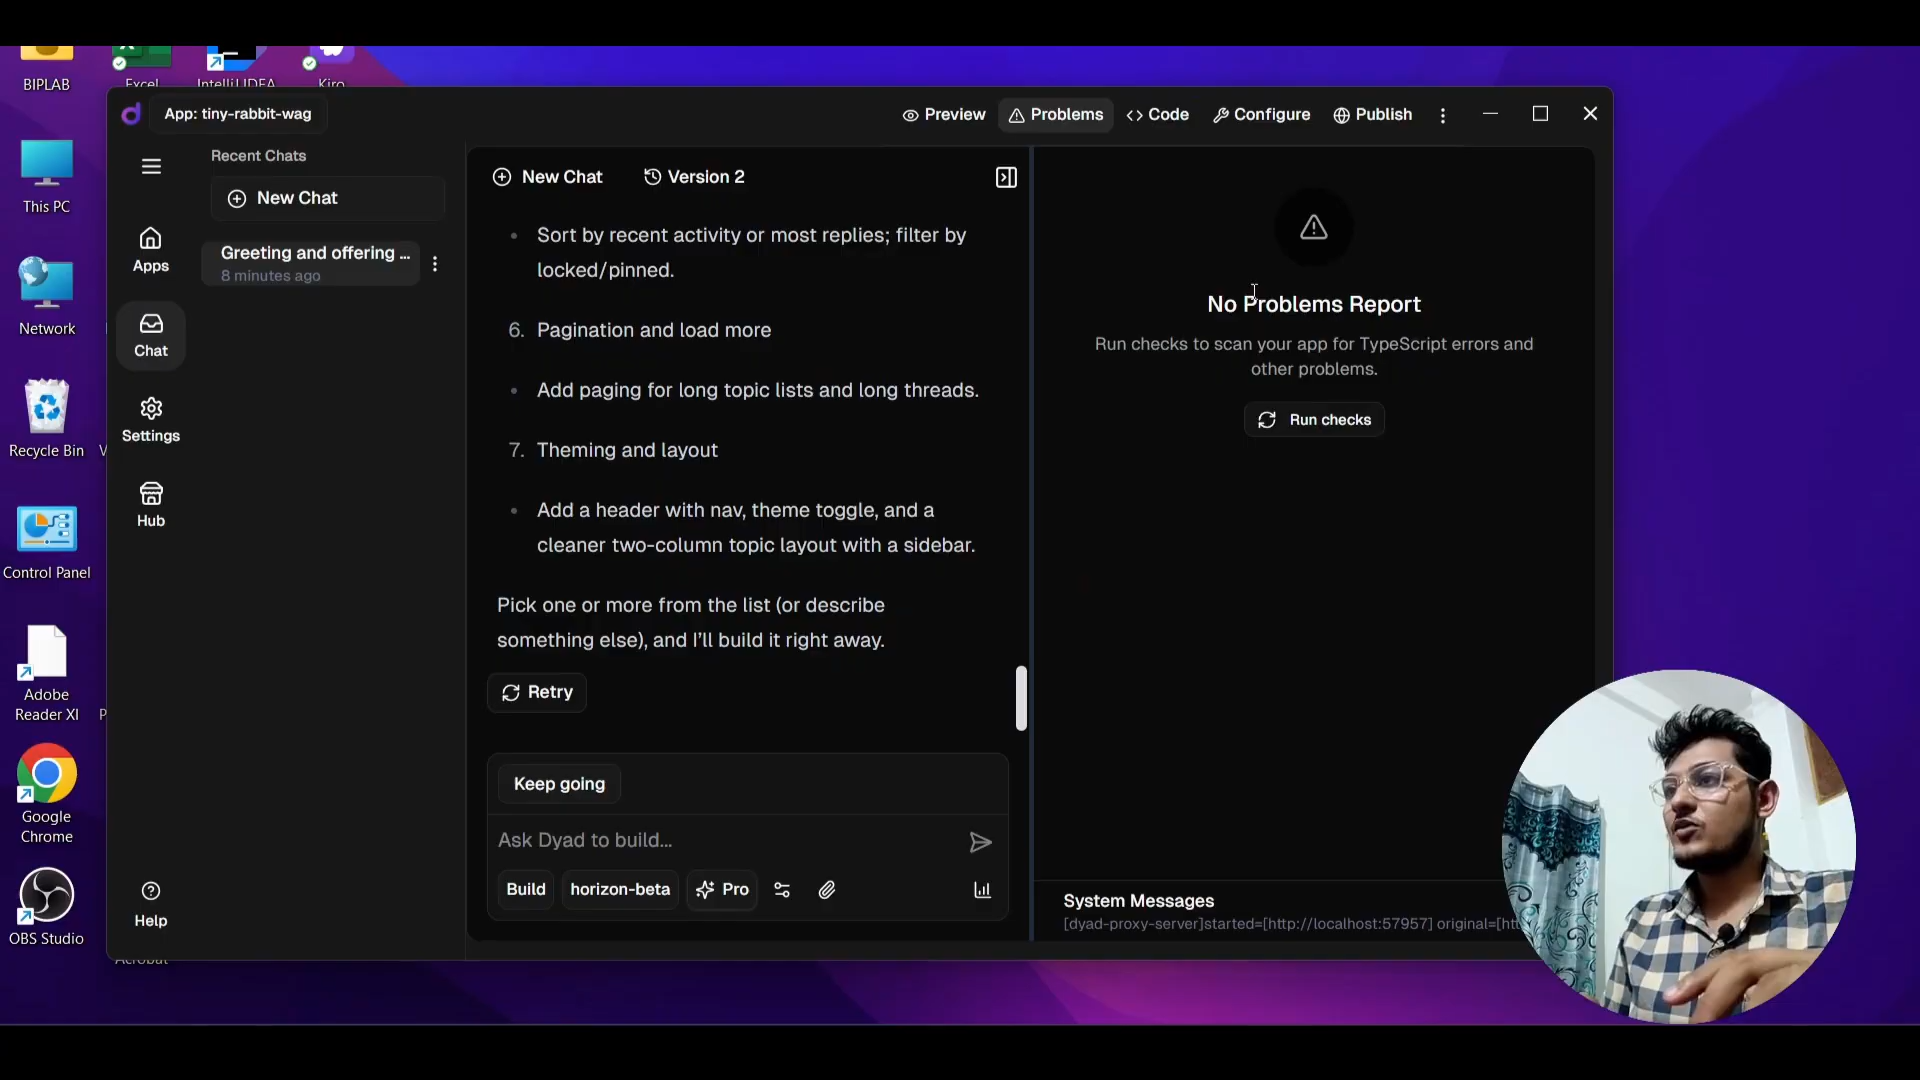 BIPLAB
Excel
IntelliJ IDEA
Kiro
This PC
Network
Recycle Bin
Control Panel
Adobe
Reader XI
Google
Chrome
OBS Studio
Acrobat
App: tiny-rabbit-wag
Preview
Problems
Code
Configure
Publish
Apps
Chat
Settings
Hub
Help
Recent Chats
New Chat
Greeting and offering ...
8 minutes ago
New Chat
Version 2
• Sort by recent activity or most replies; filter by
locked/pinned.
6. Pagination and load more
• Add paging for long topic lists and long threads.
7. Theming and layout
• Add a header with nav, theme toggle, and a
cleaner two-column topic layout with a sidebar.
Pick one or more from the list (or describe
something else), and I'll build it right away.
Retry
Keep going
Ask Dyad to build...
Build
horizon-beta
Pro
No Problems Report
Run checks to scan your app for TypeScript errors and
other problems.
Run checks
System Messages
[dyad-proxy-server]started=[http://localhost:57957] original=[htt